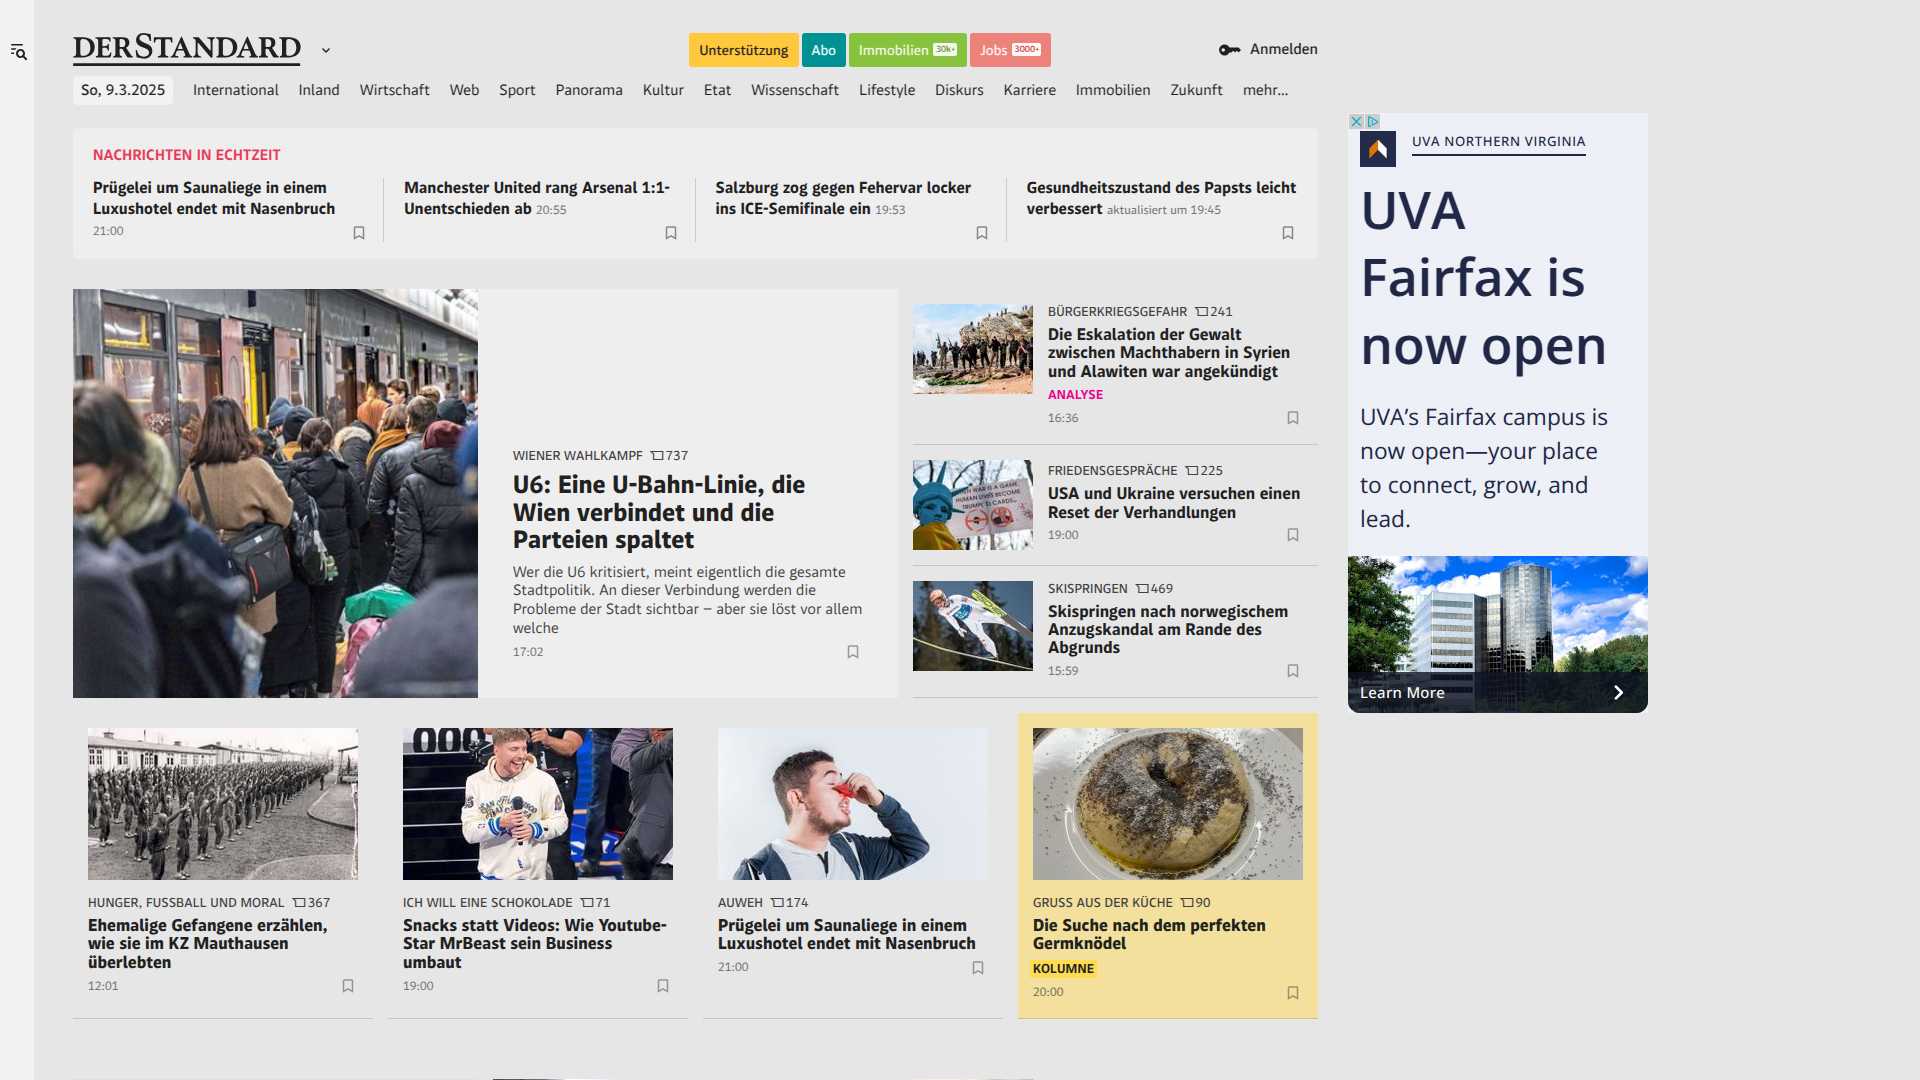 DERSTANDARD
Unterstützung
Abo
Immobilien 30k+
Jobs 3000+
Anmelden
So, 9.3.2025
International
Inland
Wirtschaft
Web
Sport
Panorama
Kultur
Etat
Wissenschaft
Lifestyle
Diskurs
Karriere
Immobilien
Zukunft
mehr...
NACHRICHTEN IN ECHTZEIT
Prügelei um Saunaliege in einem
Luxushotel endet mit Nasenbruch
21:00
Manchester United rang Arsenal 1:1-
Unentschieden ab 20:55
Salzburg zog gegen Fehervar locker
ins ICE-Semifinale ein 19:53
Gesundheitszustand des Papsts leicht
verbessert aktualisiert um 19:45
WIENER WAHLKAMPF 737
U6: Eine U-Bahn-Linie, die
Wien verbindet und die
Parteien spaltet
Wer die U6 kritisiert, meint eigentlich die gesamte
Stadtpolitik. An dieser Verbindung werden die
Probleme der Stadt sichtbar – aber sie löst vor allem
welche
17:02
BÜRGERKRIEGSGEFAHR 241
Die Eskalation der Gewalt
zwischen Machthabern in Syrien
und Alawiten war angekündigt
ANALYSE
16:36
FRIEDENSGESPRÄCHE 225
USA und Ukraine versuchen einen
Reset der Verhandlungen
19:00
SKISPRINGEN 469
Skispringen nach norwegischem
Anzugskandal am Rande des
Abgrunds
15:59
HUNGER, FUSSBALL UND MORAL 367
Ehemalige Gefangene erzählen,
wie sie im KZ Mauthausen
überlebten
12:01
ICH WILL EINE SCHOKOLADE 71
Snacks statt Videos: Wie Youtube-
Star MrBeast sein Business
umbaut
19:00
AUWEH 174
Prügelei um Saunaliege in einem
Luxushotel endet mit Nasenbruch
21:00
GRUSS AUS DER KÜCHE 90
Die Suche nach dem perfekten
Germknödel
KOLUMNE
20:00
UVA NORTHERN VIRGINIA
UVA
Fairfax is
now open
UVA’s Fairfax campus is
now open—your place
to connect, grow, and
lead.
Learn More